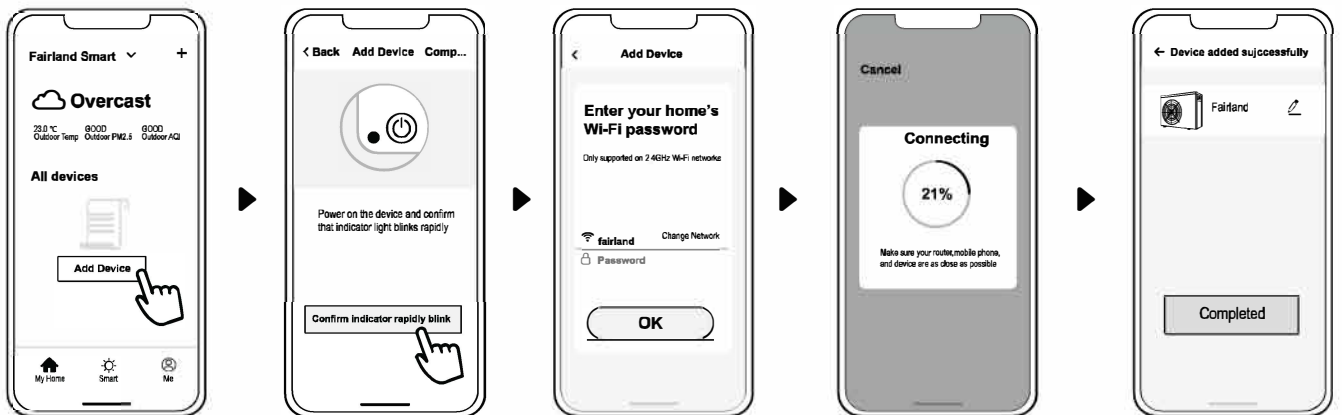 Fairland Smart
+
Overcast
23.0 °C GOOD GOOD
Outdoor Temp Outdoor PM2.5 Outdoor AQI
All devices
Add Device
My Home Smart Me
< Back Add Device Comp...
Power on the device and confirm
that indicator light blinks rapidly
Confirm indicator rapidly blink
< Add Device
Enter your home's
Wi-Fi password
Only supported on 2 4GHz Wi-Fi networks
fairland Change Network
Password
OK
Cancel
Connecting
21%
Make sure your router,mobile phone,
and device are as close as possible
← Device added sujccessfully
Fairland
Completed